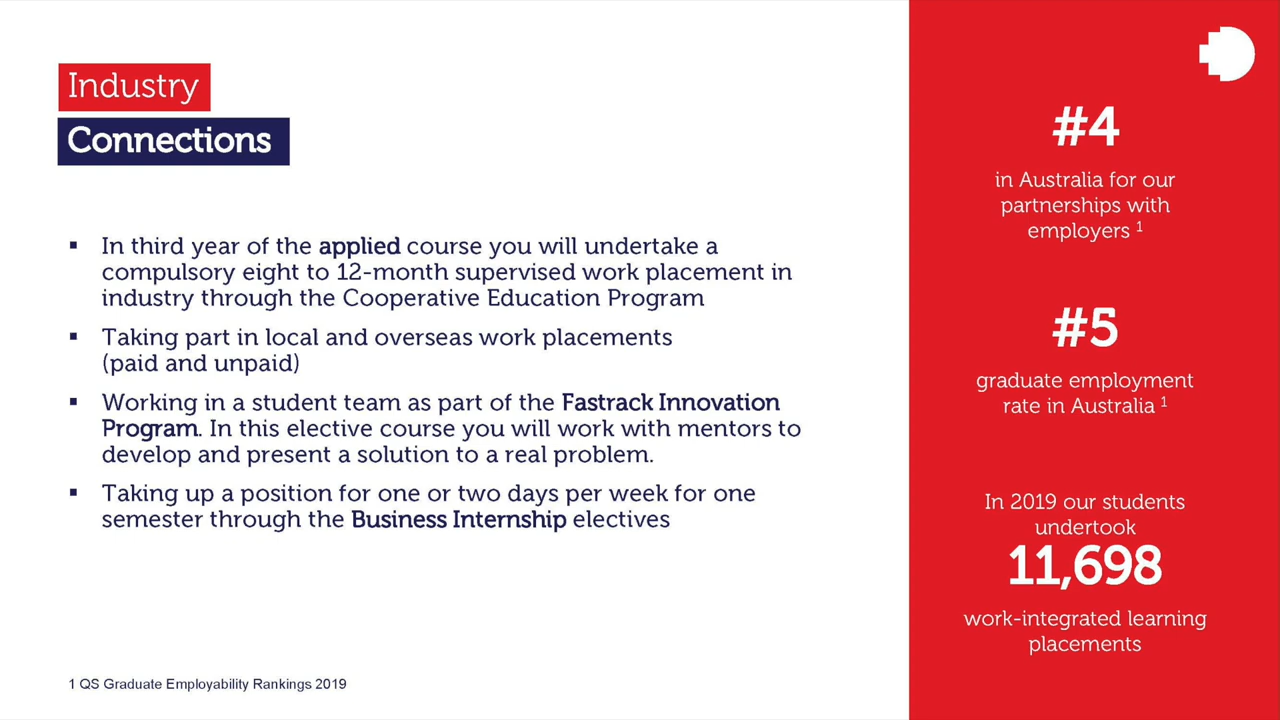 Industry
Connections
▪ In third year of the applied course you will undertake a
compulsory eight to 12-month supervised work placement in
industry through the Cooperative Education Program
▪ Taking part in local and overseas work placements
(paid and unpaid)
▪ Working in a student team as part of the Fastrack Innovation
Program. In this elective course you will work with mentors to
develop and present a solution to a real problem.
▪ Taking up a position for one or two days per week for one
semester through the Business Internship electives
1 QS Graduate Employability Rankings 2019
#4
in Australia for our
partnerships with
employers ¹
#5
graduate employment
rate in Australia ¹
In 2019 our students
undertook
11,698
work-integrated learning
placements